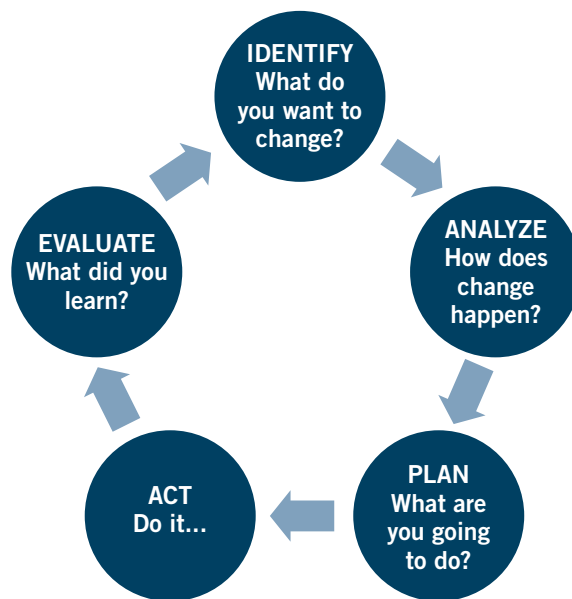 IDENTIFY
What do
you want to
change?
ANALYZE
How does
change
happen?
PLAN
What are
you going
to do?
ACT
Do it...
EVALUATE
What did you
learn?